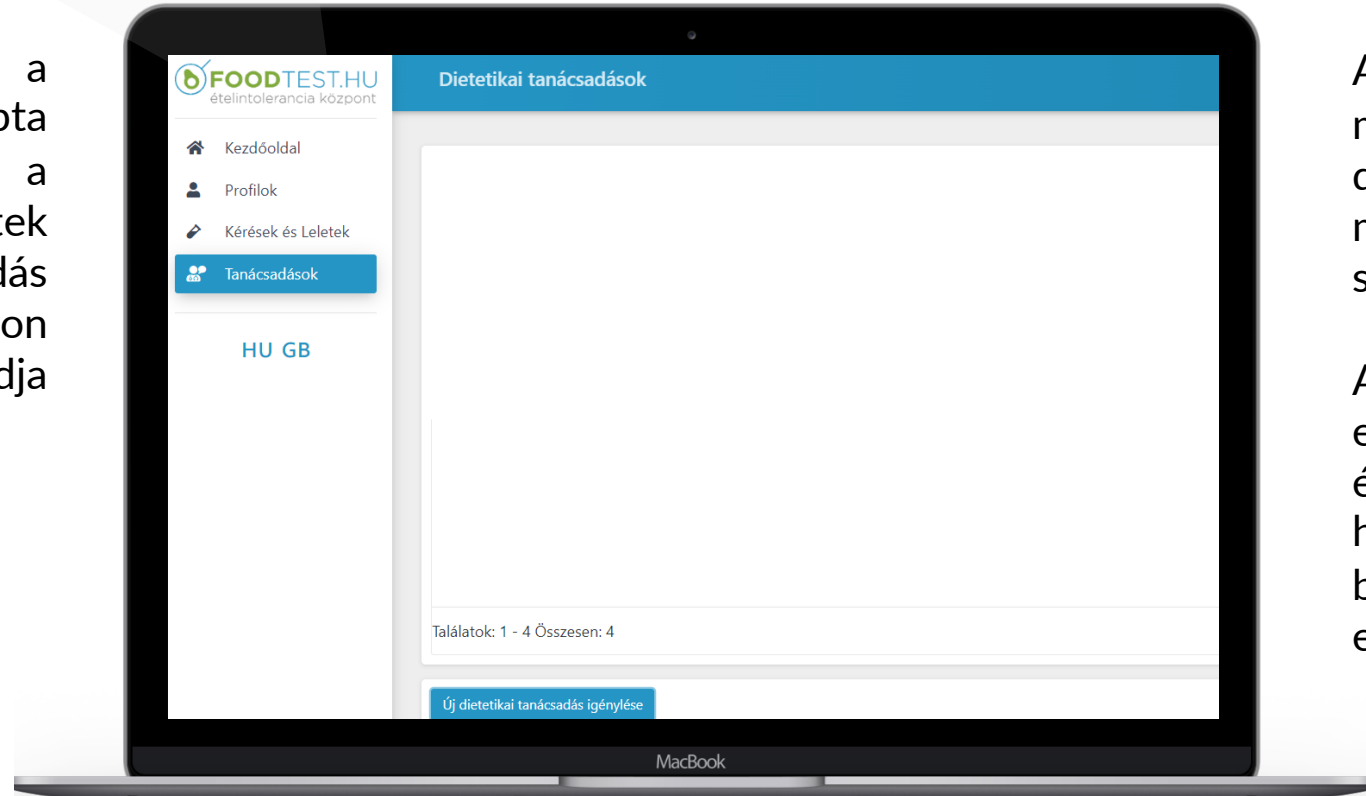 a
a
tek
dás
on
dja
FOODTEST.HU
ételintolerancia központ
Kezdőoldal
Profilok
Kérések és Leletek
Tanácsadások
HU GB
Dietetikai tanácsadások
Találatok: 1 - 4 Összesen: 4
Új dietetikai tanácsadás igénylése
MacBook
A
s
A
e
é
h
b
e